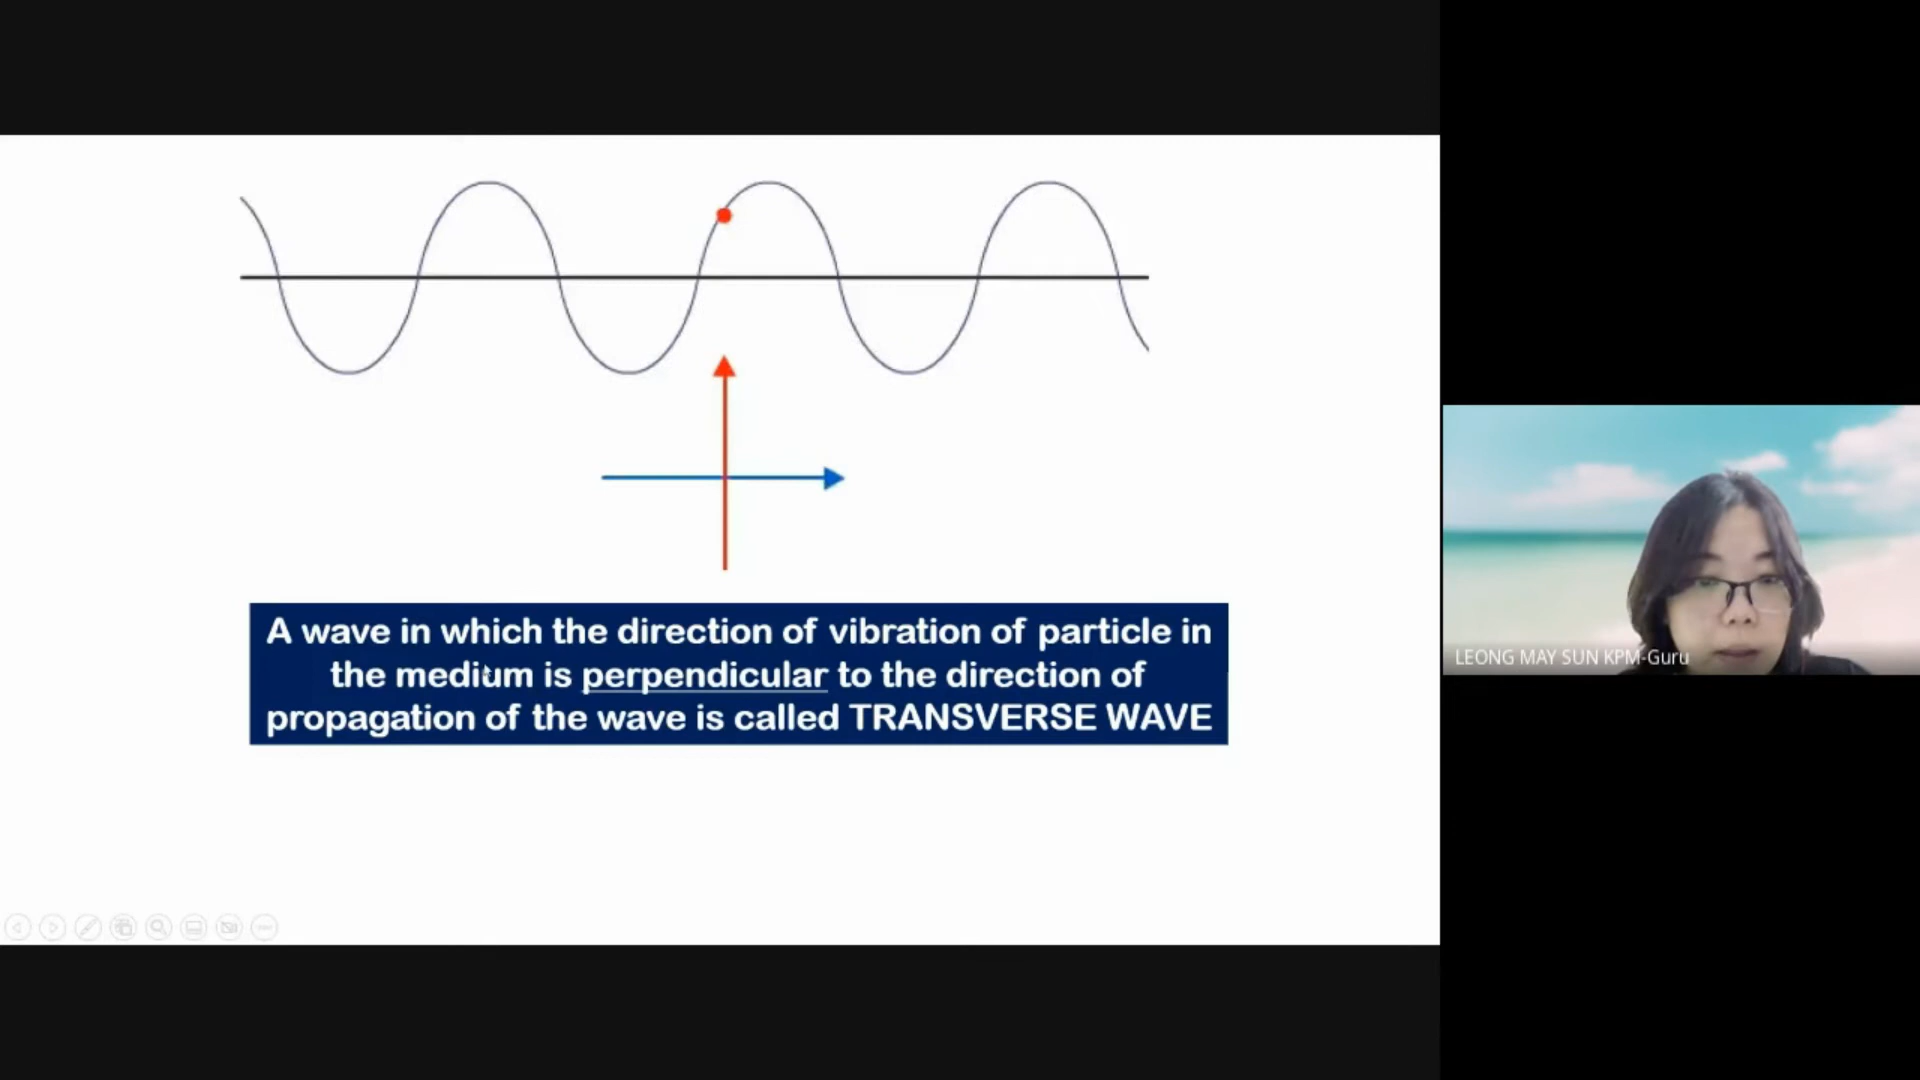 A wave in which the direction of vibration of particle in
the medium is perpendicular to the direction of
propagation of the wave is called TRANSVERSE WAVE
LEONG MAY SUN KPM-Guru